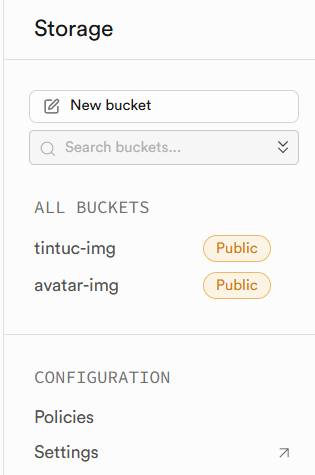 Storage
New bucket
Search buckets...
ALL BUCKETS
tintuc-img Public
avatar-img Public
CONFIGURATION
Policies
Settings